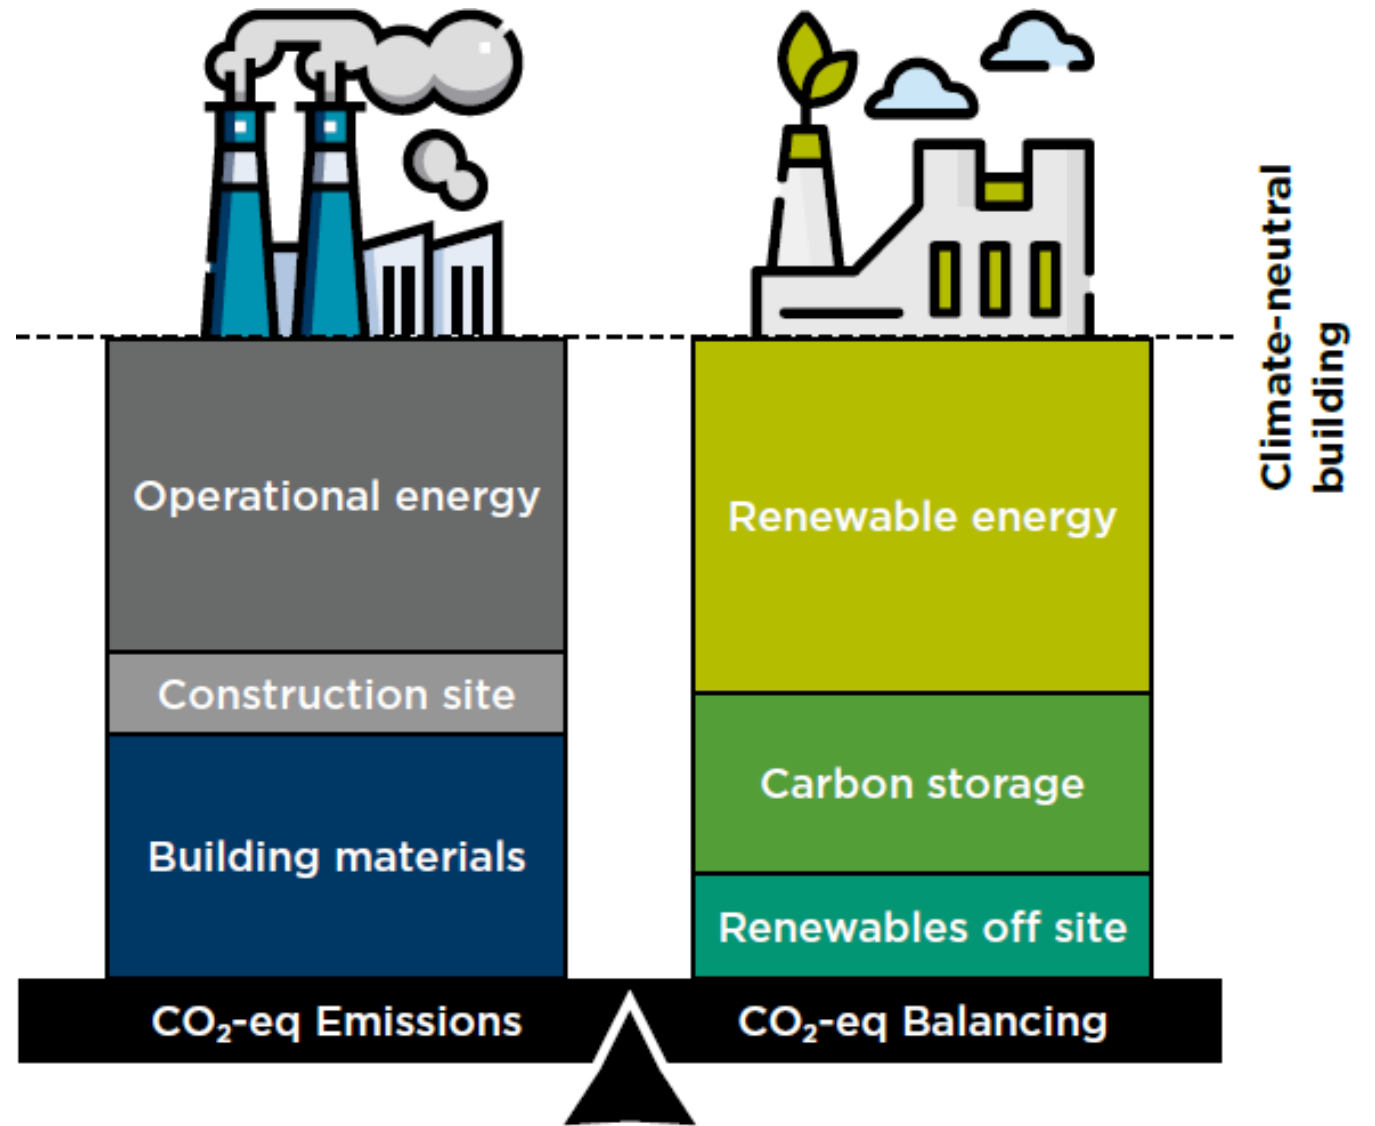 Operational energy
Construction site
Building materials
CO₂-eq Emissions
Renewable energy
Carbon storage
Renewables off site
CO₂-eq Balancing
Climate-neutral
building